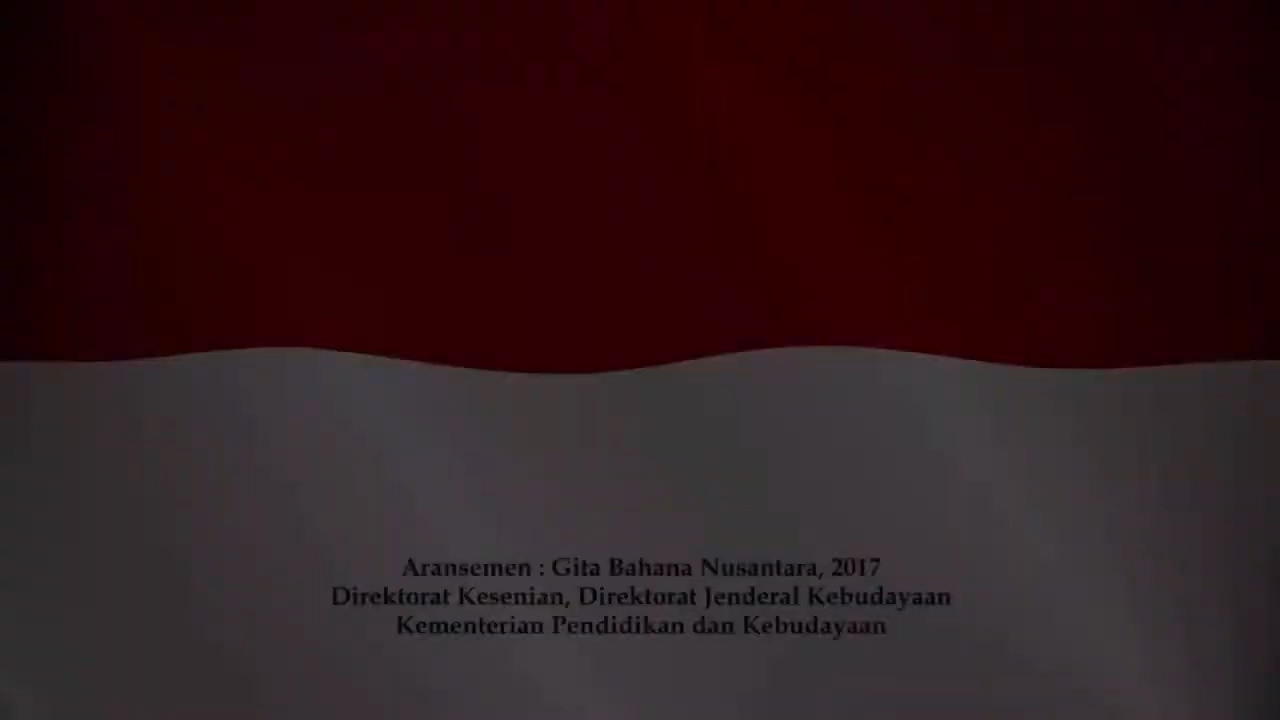 Aransemen : Gita Bahana Nusantara, 2017
Direktorat Kesenian, Direktorat Jenderal Kebudayaan
Kementerian Pendidikan dan Kebudayaan